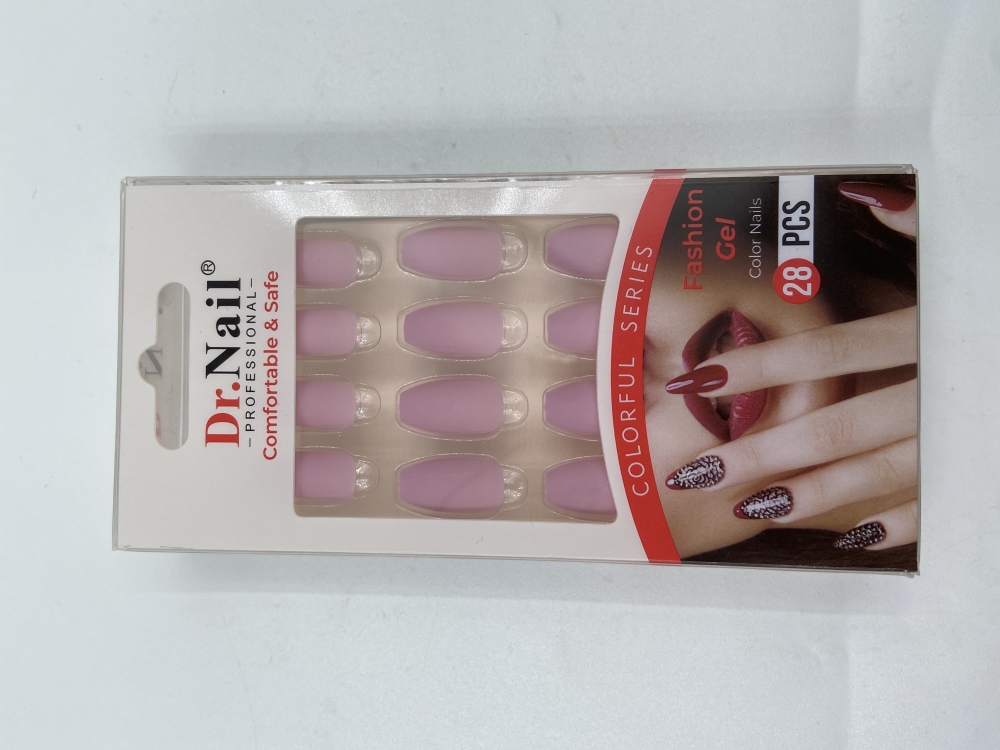 Dr.Nail®
–PROFESSIONAL–
Comfortable & Safe
COLORFUL SERIES
Fashion
Gel
Color Nails
28 PCS